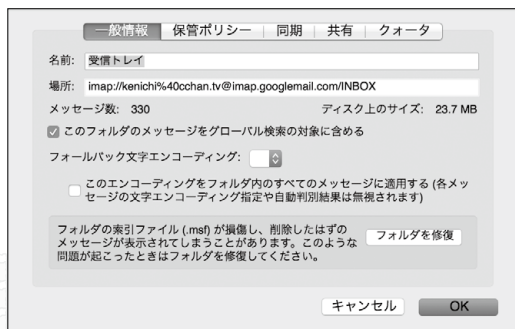 一般情報 保管ポリシー 同期 共有 クォータ
名前: 受信トレイ
場所: imap://kenichi%40cchan.tv@imap.googlemail.com/INBOX
メッセージ数: 330 ディスク上のサイズ: 23.7 MB
このフォルダのメッセージをグローバル検索の対象に含める
フォールバック文字エンコーディング:
このエンコーディングをフォルダ内のすべてのメッセージに適用する (各メッ
セージの文字エンコーディング指定や自動判別結果は無視されます)
フォルダの索引ファイル (.msf) が損傷し、削除したはずの
メッセージが表示されてしまうことがあります。このような
問題が起こったときはフォルダを修復してください。
フォルダを修復
キャンセル OK